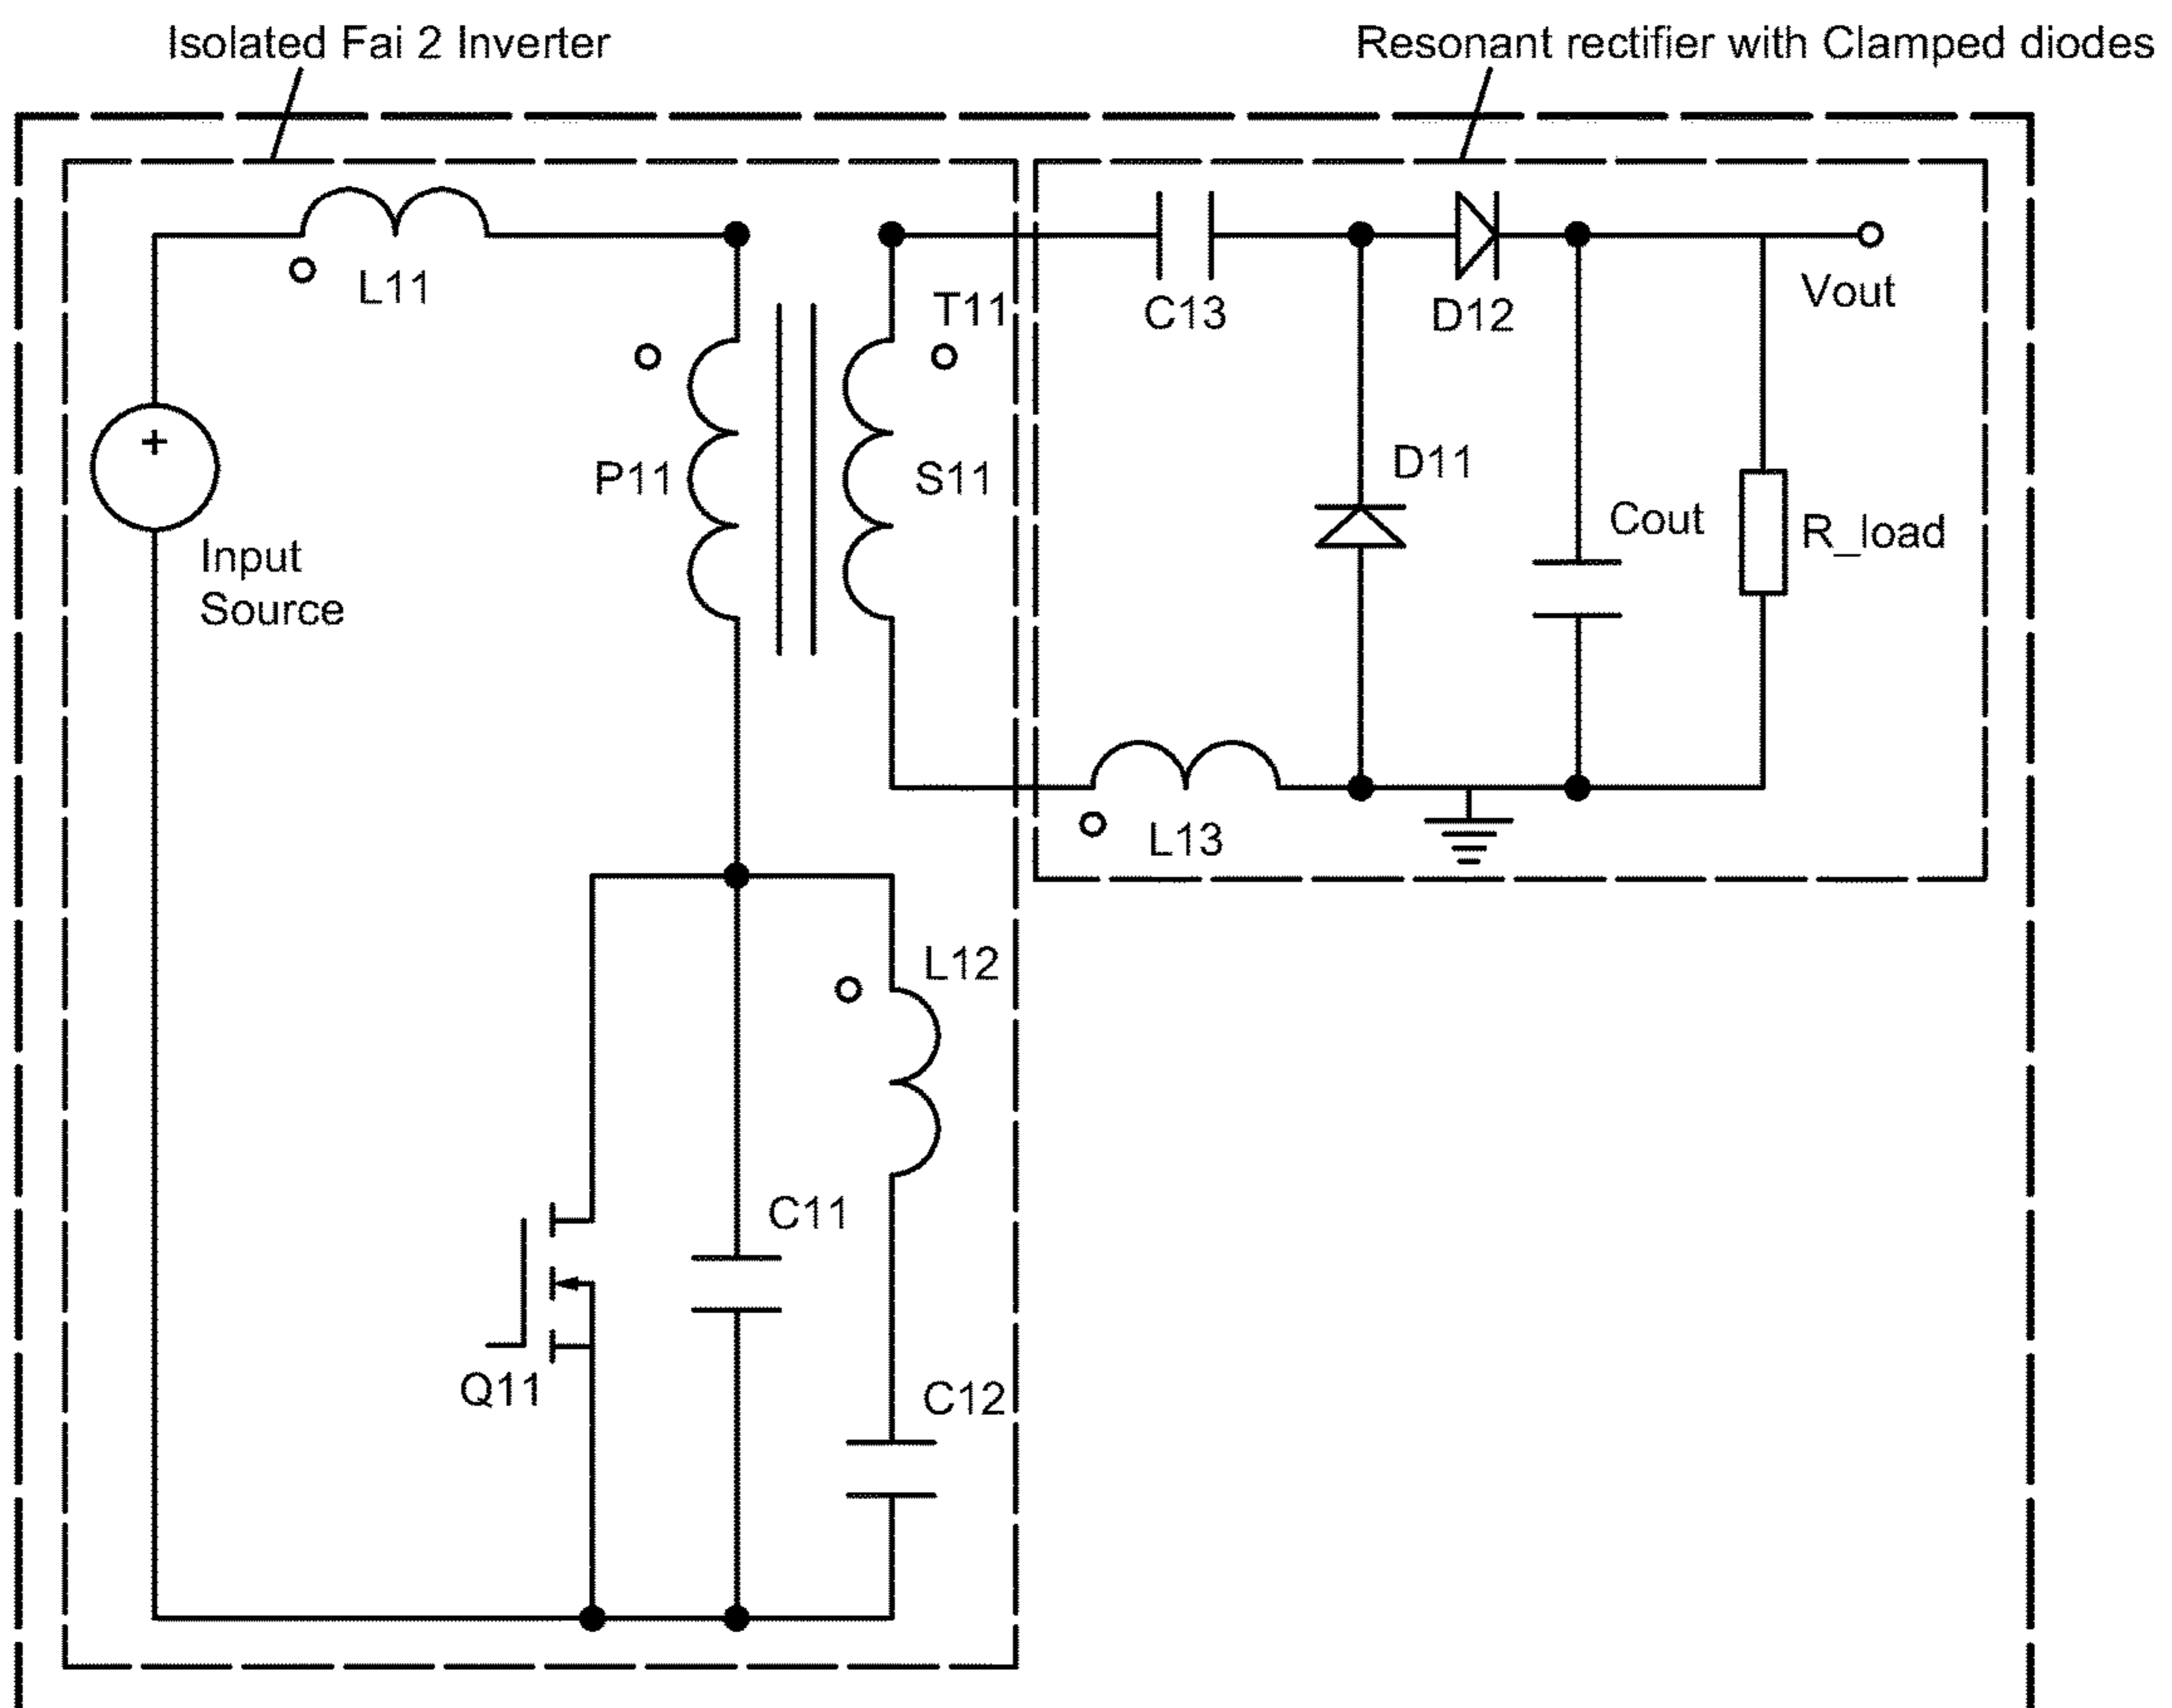 Isolated Fai 2 Inverter
Resonant rectifier with Clamped diodes
L11
T11
C13
D12
Vout
+
P11
S11
D11
Cout
R_load
Input
Source
L13
L12
C11
Q11
C12